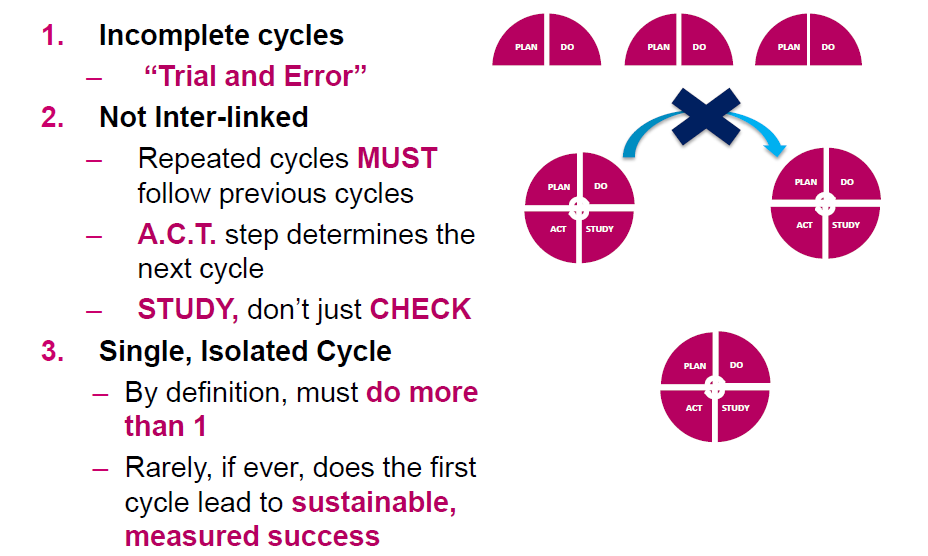 1. Incomplete cycles
– “Trial and Error”
2. Not Inter-linked
– Repeated cycles MUST
follow previous cycles
– A.C.T. step determines the
next cycle
– STUDY, don’t just CHECK
3. Single, Isolated Cycle
– By definition, must do more
than 1
– Rarely, if ever, does the first
cycle lead to sustainable,
measured success
PLAN DO
PLAN DO
PLAN DO
PLAN DO
ACT STUDY
PLAN DO
ACT STUDY
PLAN DO
ACT STUDY